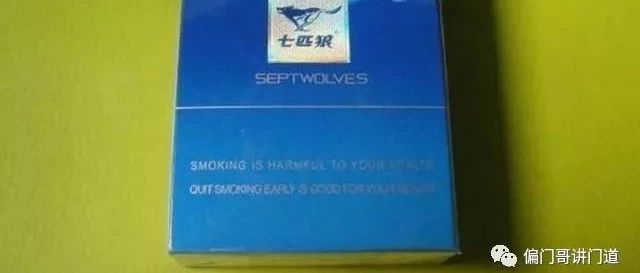 七匹狼
SEPTWOLVES
SMOKING IS HARMFUL TO YOUR HEALTH
QUIT SMOKING EARLY IS GOOD FOR YOUR HEALTH
偏门哥讲门道